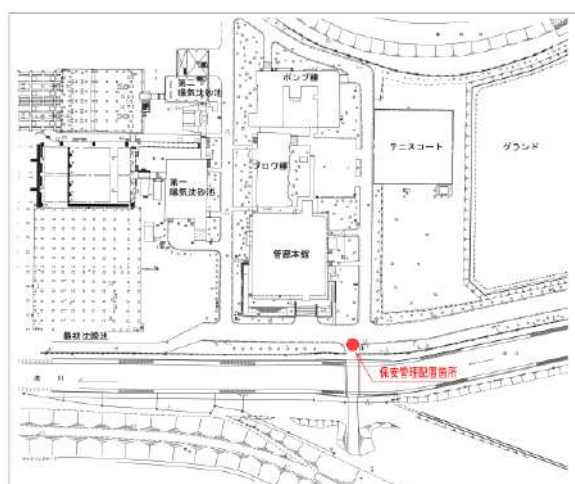 ポンプ棟
第二
曝気沈砂池
テニスコート
グランド
ブロワ棟
第一
曝気沈砂池
管理本館
最初沈殿池
保安管理配置箇所